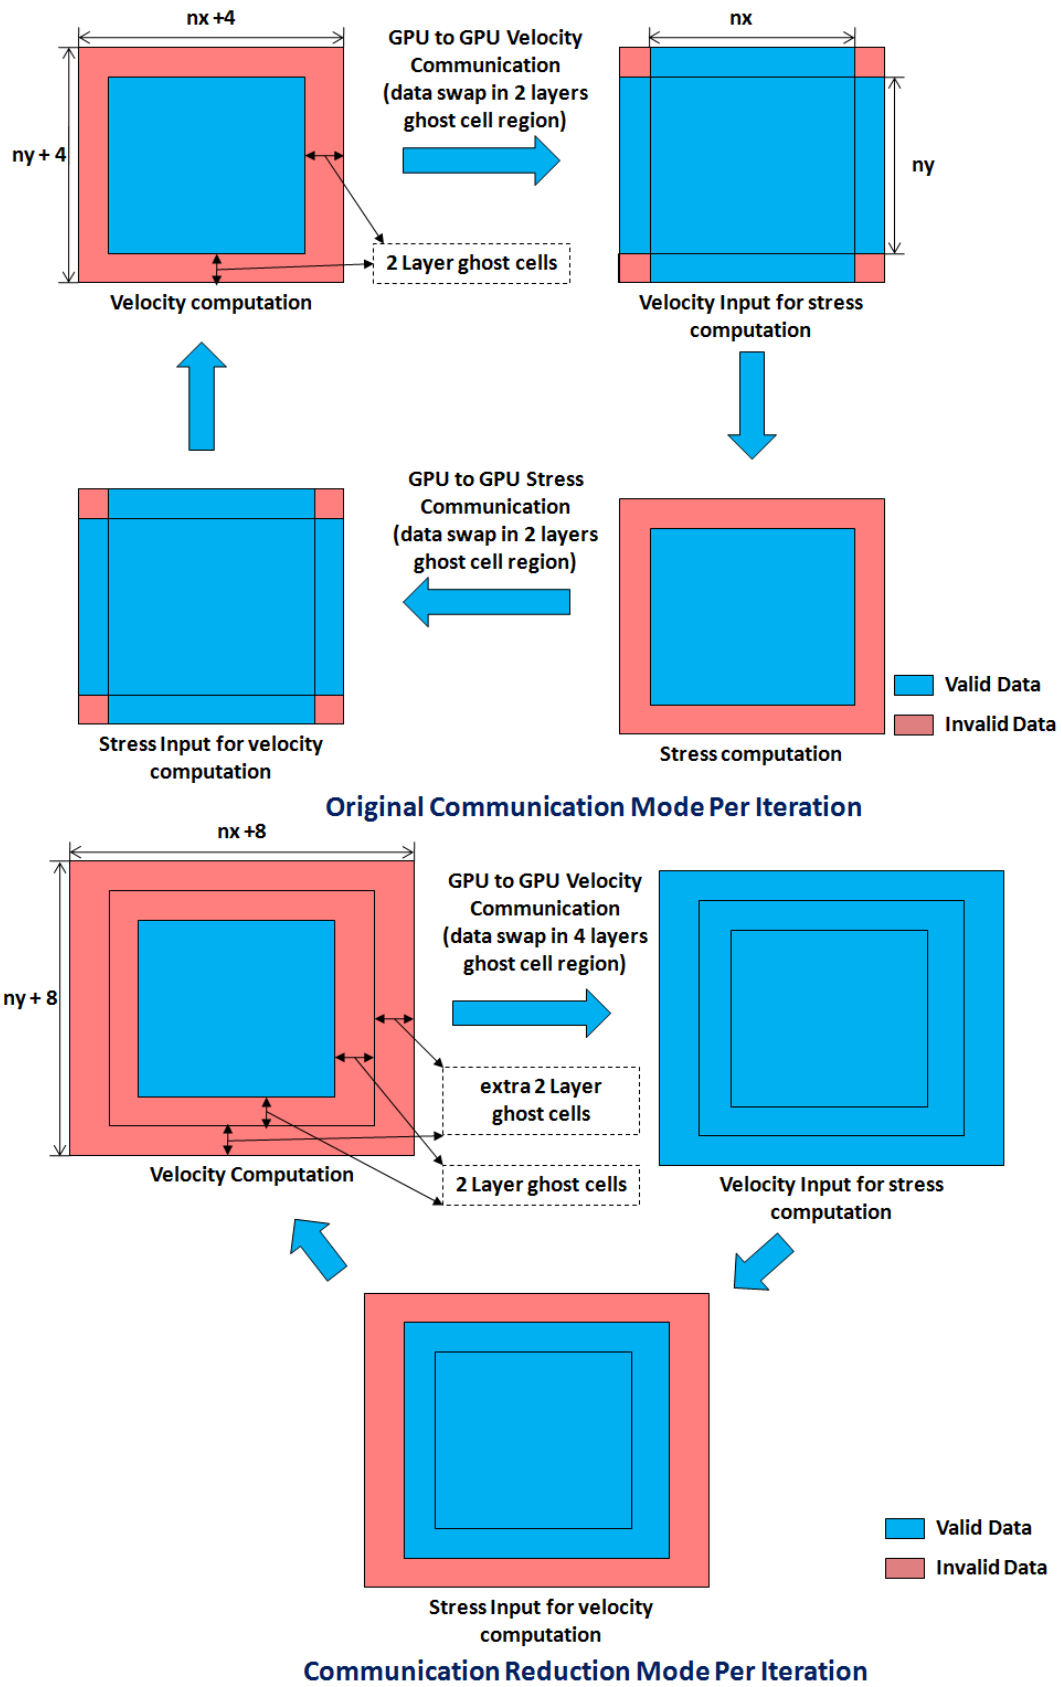 nx +4
GPU to GPU Velocity
Communication
(data swap in 2 layers
ghost cell region)
nx
ny + 4
ny
2 Layer ghost cells
Velocity computation
Velocity Input for stress
computation
GPU to GPU Stress
Communication
(data swap in 2 layers
ghost cell region)
Valid Data
Invalid Data
Stress Input for velocity
computation
Stress computation
Original Communication Mode Per Iteration
nx +8
GPU to GPU Velocity
Communication
(data swap in 4 layers
ghost cell region)
ny + 8
extra 2 Layer
ghost cells
2 Layer ghost cells
Velocity Computation
Velocity Input for stress
computation
Valid Data
Invalid Data
Stress Input for velocity
computation
Communication Reduction Mode Per Iteration